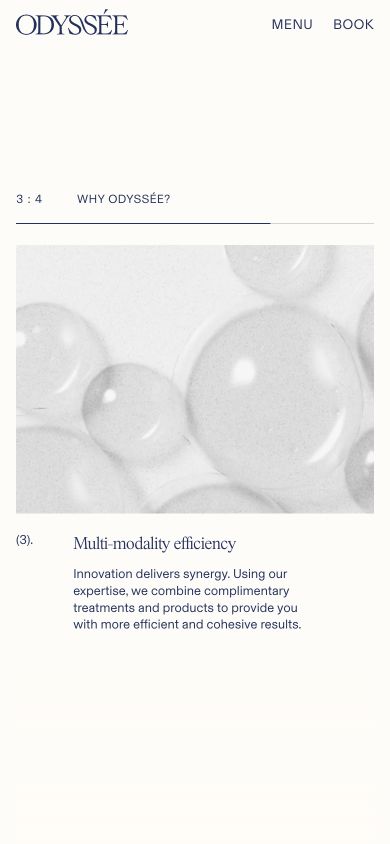 ODYSSÉE
MENU BOOK
3 : 4 WHY ODYSSÉE?
(3). Multi-modality efficiency
Innovation delivers synergy. Using our
expertise, we combine complimentary
treatments and products to provide you
with more efficient and cohesive results.